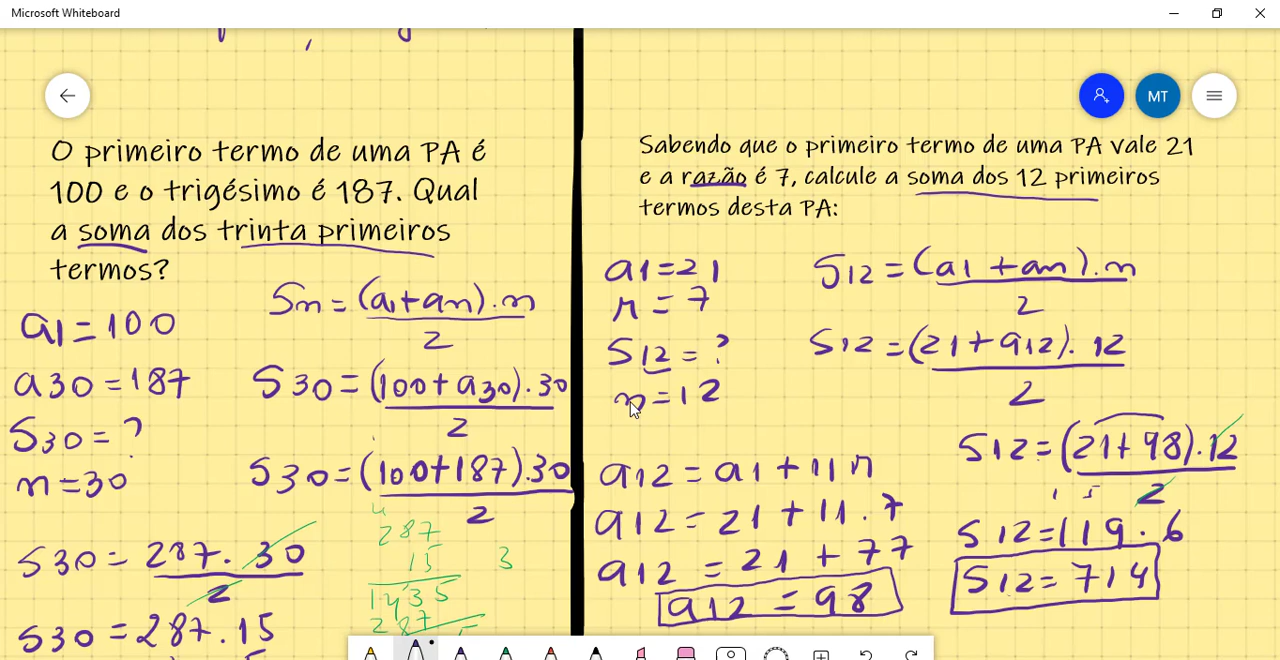 Microsoft Whiteboard
MT
O primeiro termo de uma PA é
100 e o trigésimo é 187. Qual
a soma dos trinta primeiros
termos?
a1 = 100
a30 = 187
S30 = ?
n = 30
Sn = (a1+an).n
2
S30 = (100+a30).30
2
S30 = (100+187).30
2
S30 = 287.30
2
S30 = 287.15
287
15
3
1435
287
Sabendo que o primeiro termo de uma PA vale 21
e a razão é 7, calcule a soma dos 12 primeiros
termos desta PA:
a1 = 21
r = 7
S12 = ?
n = 12
S12 = (a1 + an).n
2
S12 = (21 + a12).12
2
a12 = a1 + 11r
a12 = 21 + 11.7
a12 = 21 + 77
a12 = 98
S12 = (21+98).12
2
S12 = 119.6
S12 = 714